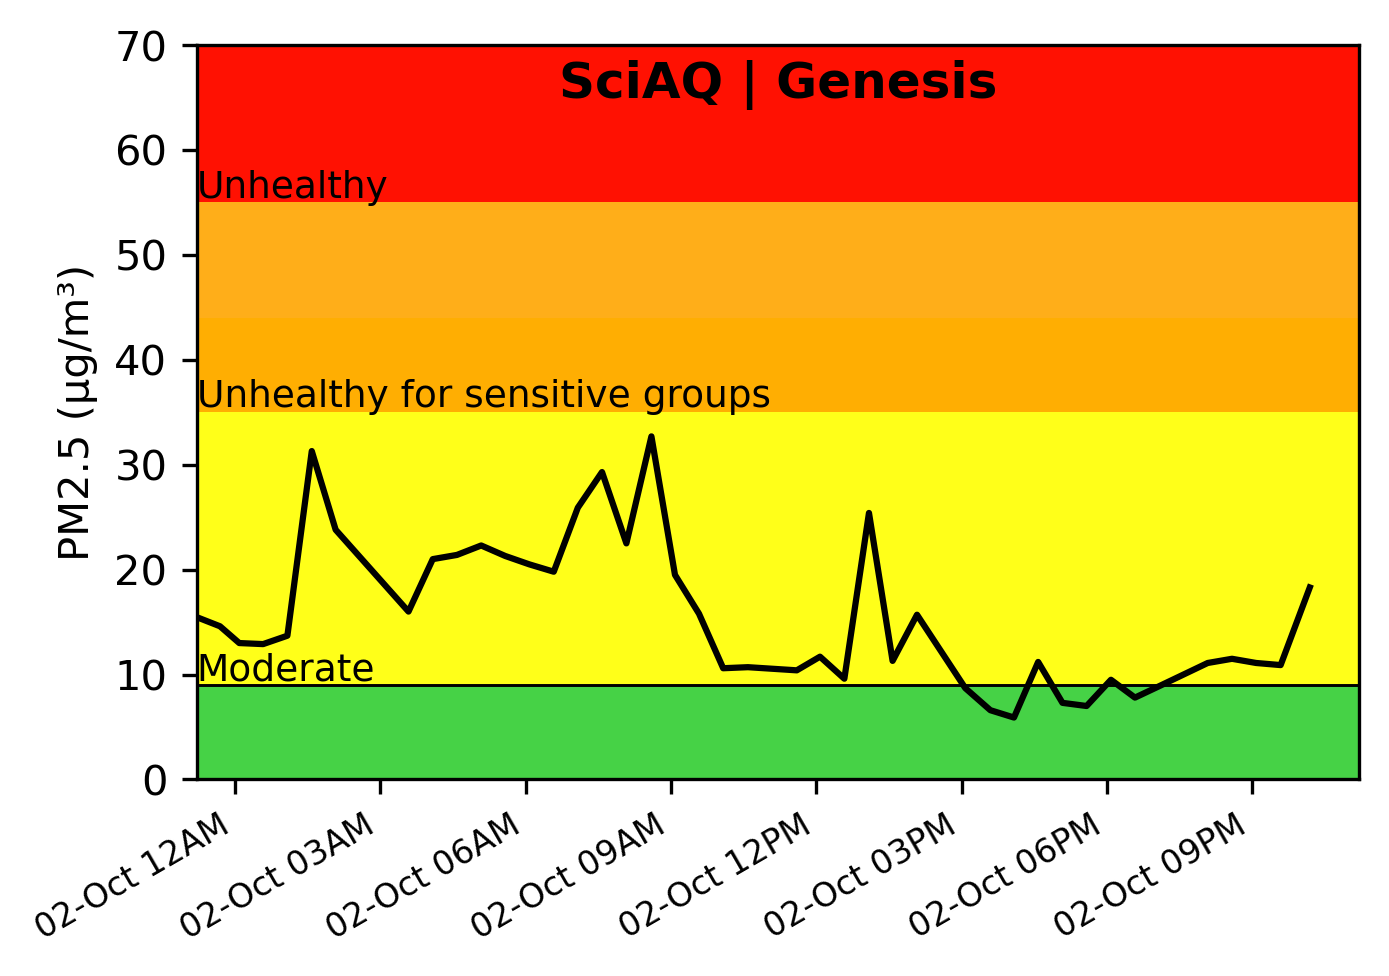 SciAQ | Genesis
PM2.5 (µg/m³)
70
60
50
40
30
20
10
0
Unhealthy
Unhealthy for sensitive groups
Moderate
02-Oct 12AM
02-Oct 03AM
02-Oct 06AM
02-Oct 09AM
02-Oct 12PM
02-Oct 03PM
02-Oct 06PM
02-Oct 09PM